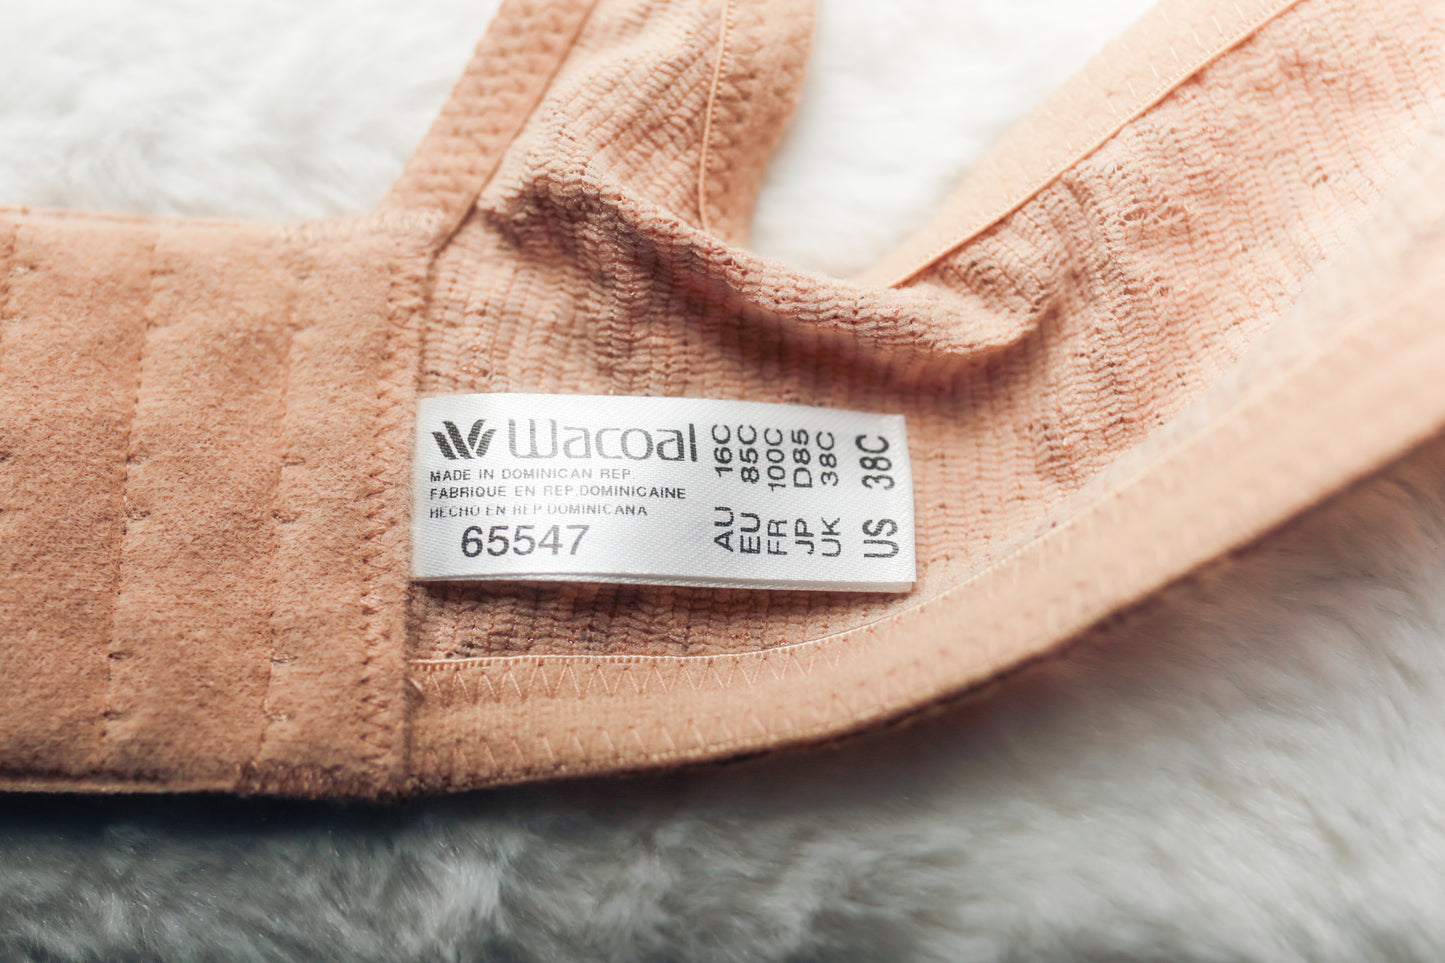 Wacoal
MADE IN DOMINICAN REP.
FABRIQUE EN REP.DOMINICAINE
HECHO EN REP DOMINICANA
65547
AU 16C
EU 85C
FR 100C
JP D85
UK 38C
US 38C